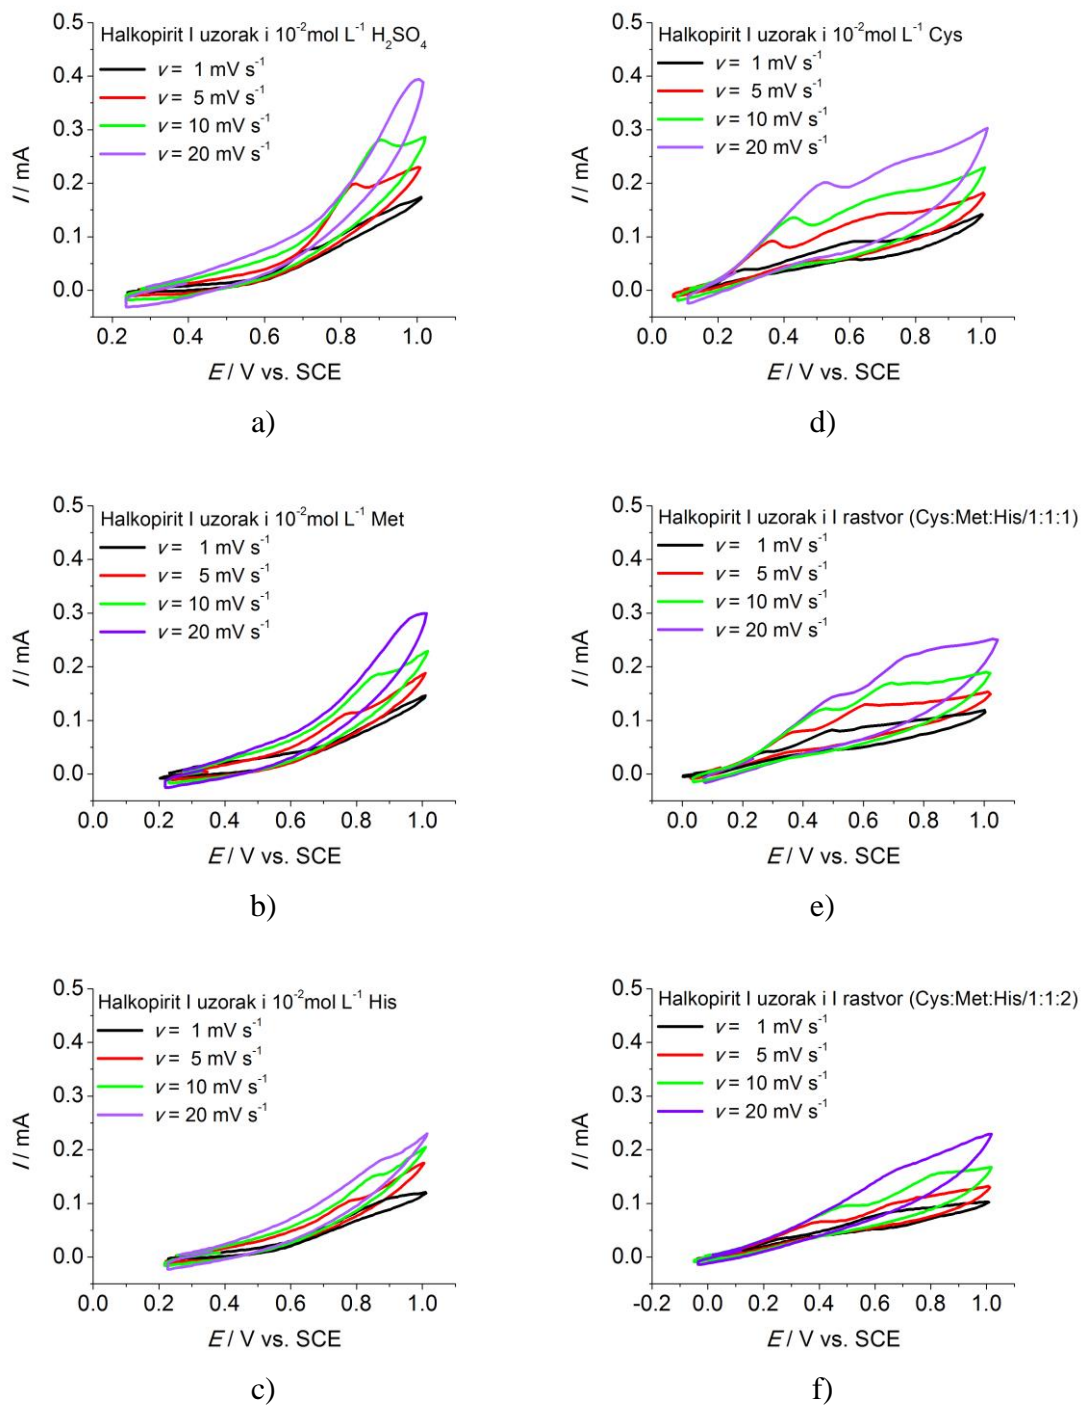 Halkopirit I uzorak i 10⁻²mol L⁻¹ H₂SO₄
v = 1 mV s⁻¹
v = 5 mV s⁻¹
v = 10 mV s⁻¹
v = 20 mV s⁻¹
0.5
0.4
0.3
0.2
0.1
0.0
I / mA
0.2 0.4 0.6 0.8 1.0
E / V vs. SCE
a)
Halkopirit I uzorak i 10⁻²mol L⁻¹ Cys
v = 1 mV s⁻¹
v = 5 mV s⁻¹
v = 10 mV s⁻¹
v = 20 mV s⁻¹
0.5
0.4
0.3
0.2
0.1
0.0
I / mA
0.0 0.2 0.4 0.6 0.8 1.0
E / V vs. SCE
d)
Halkopirit I uzorak i 10⁻²mol L⁻¹ Met
v = 1 mV s⁻¹
v = 5 mV s⁻¹
v = 10 mV s⁻¹
v = 20 mV s⁻¹
0.5
0.4
0.3
0.2
0.1
0.0
I / mA
0.0 0.2 0.4 0.6 0.8 1.0
E / V vs. SCE
b)
Halkopirit I uzorak i I rastvor (Cys:Met:His/1:1:1)
v = 1 mV s⁻¹
v = 5 mV s⁻¹
v = 10 mV s⁻¹
v = 20 mV s⁻¹
0.5
0.4
0.3
0.2
0.1
0.0
I / mA
0.0 0.2 0.4 0.6 0.8 1.0
E / V vs. SCE
e)
Halkopirit I uzorak i 10⁻²mol L⁻¹ His
v = 1 mV s⁻¹
v = 5 mV s⁻¹
v = 10 mV s⁻¹
v = 20 mV s⁻¹
0.5
0.4
0.3
0.2
0.1
0.0
I / mA
0.0 0.2 0.4 0.6 0.8 1.0
E / V vs. SCE
c)
Halkopirit I uzorak i I rastvor (Cys:Met:His/1:1:2)
v = 1 mV s⁻¹
v = 5 mV s⁻¹
v = 10 mV s⁻¹
v = 20 mV s⁻¹
0.5
0.4
0.3
0.2
0.1
0.0
I / mA
-0.2 0.0 0.2 0.4 0.6 0.8 1.0
E / V vs. SCE
f)